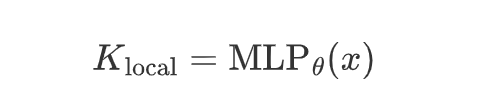 K_local = MLP_θ(x)